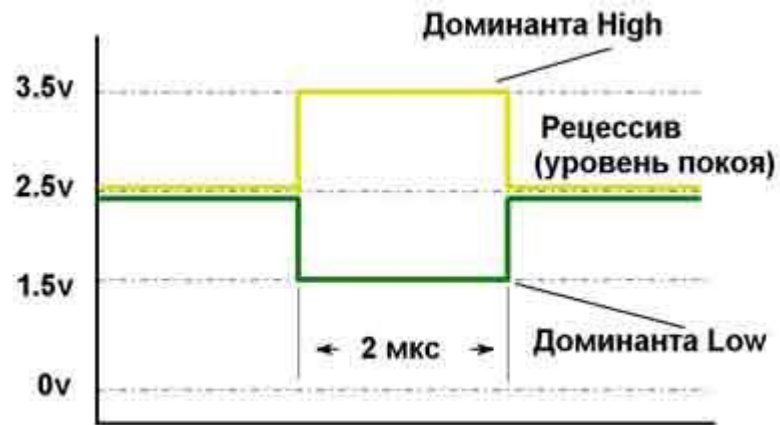 Доминанта High
3.5v
Рецессив
(уровень покоя)
2.5v
1.5v
2 мкс
Доминанта Low
0v